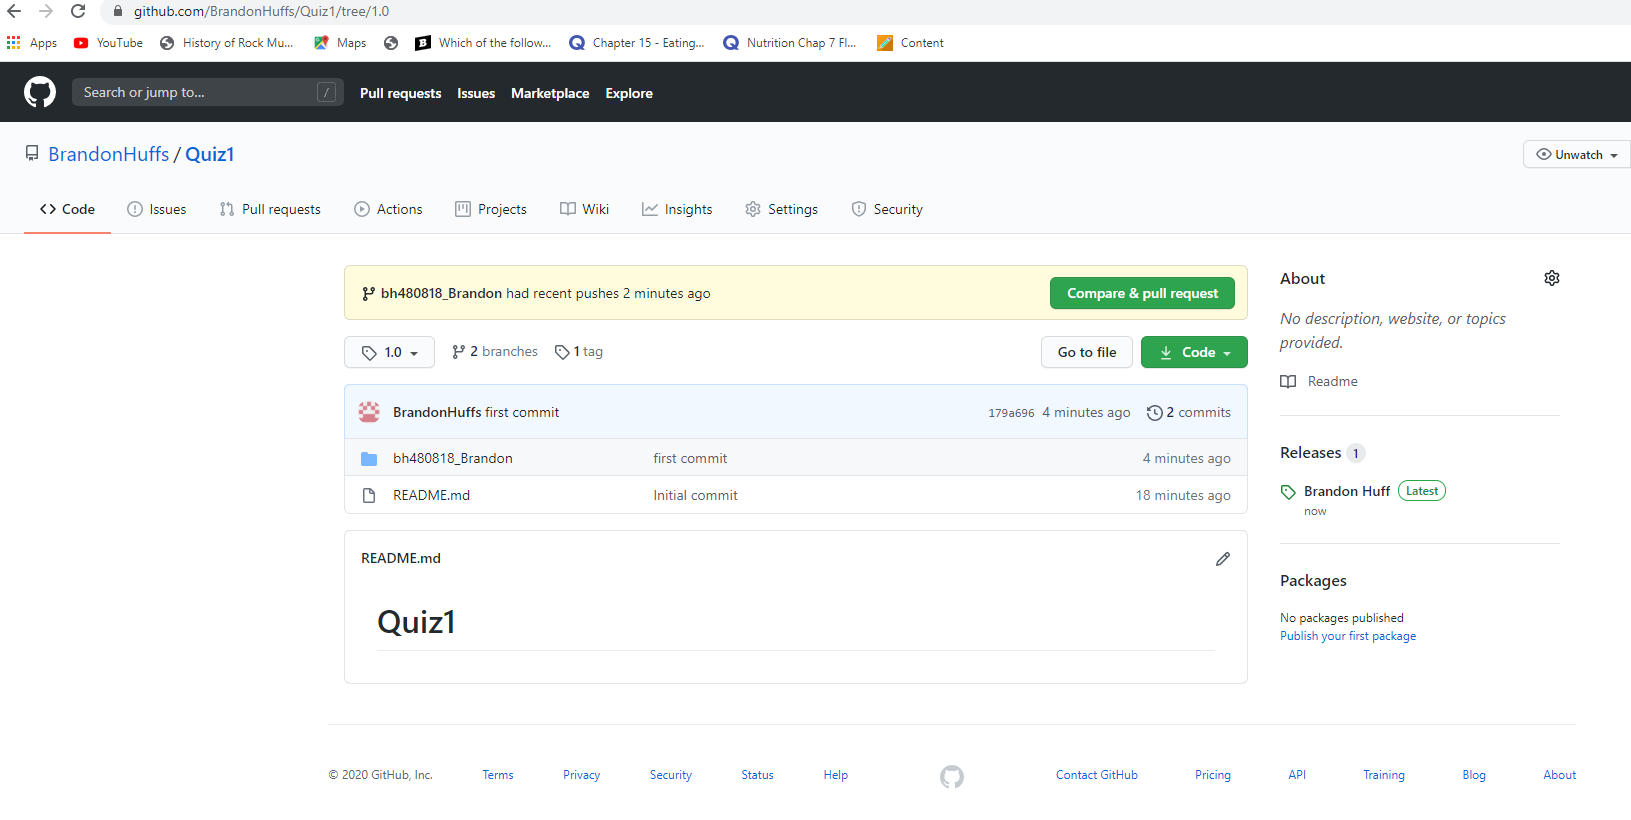 github.com/BrandonHuffs/Quiz1/tree/1.0
Apps YouTube History of Rock Mu... Maps Which of the follow... Chapter 15 - Eating... Nutrition Chap 7 Fl... Content
Search or jump to... / Pull requests Issues Marketplace Explore
BrandonHuffs / Quiz1 Unwatch
Code Issues Pull requests Actions Projects Wiki Insights Settings Security
bh480818_Brandon had recent pushes 2 minutes ago Compare & pull request
1.0 2 branches 1 tag Go to file Code
BrandonHuffs first commit 179a696 4 minutes ago 2 commits
bh480818_Brandon first commit 4 minutes ago
README.md Initial commit 18 minutes ago
README.md
Quiz1
About
No description, website, or topics
provided.
Readme
Releases 1
Brandon Huff Latest
now
Packages
No packages published
Publish your first package
© 2020 GitHub, Inc. Terms Privacy Security Status Help Contact GitHub Pricing API Training Blog About